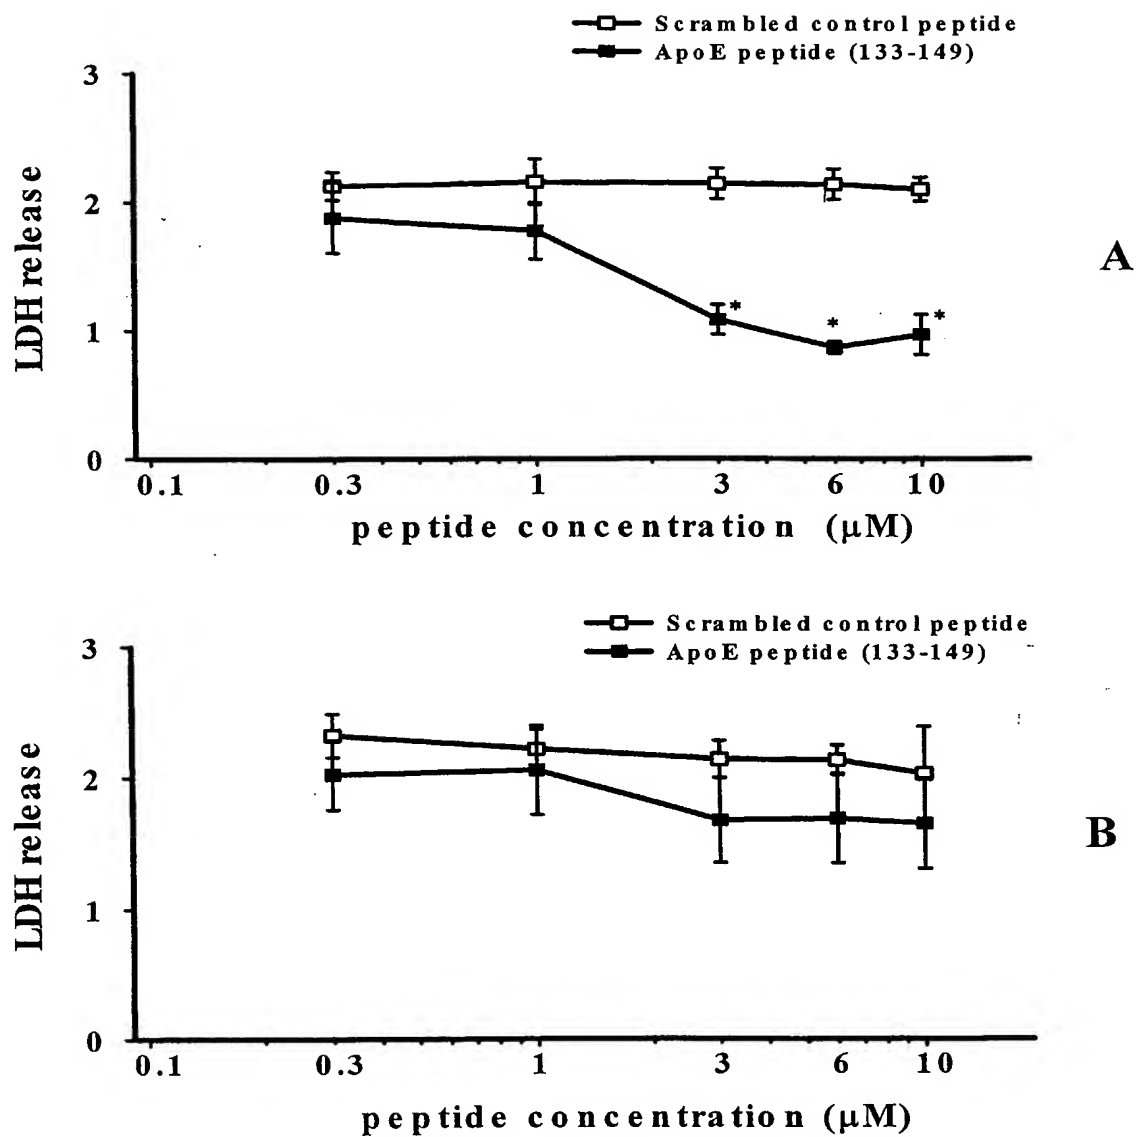 Scrambled control peptide
ApoE peptide (133-149)
3
2
1
0
LDH release
*
*
*
A
0.1 0.3 1 3 6 10
peptide concentration (μM)
Scrambled control peptide
ApoE peptide (133-149)
3
2
1
0
LDH release
B
0.1 0.3 1 3 6 10
peptide concentration (μM)